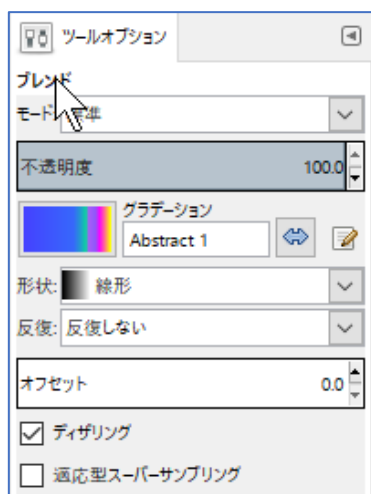 ツールオプション
ブレンド
モード 標準
不透明度 100.0
グラデーション
Abstract 1
形状: 線形
反復: 反復しない
オフセット 0.0
ディザリング
適応型スーパーサンプリング